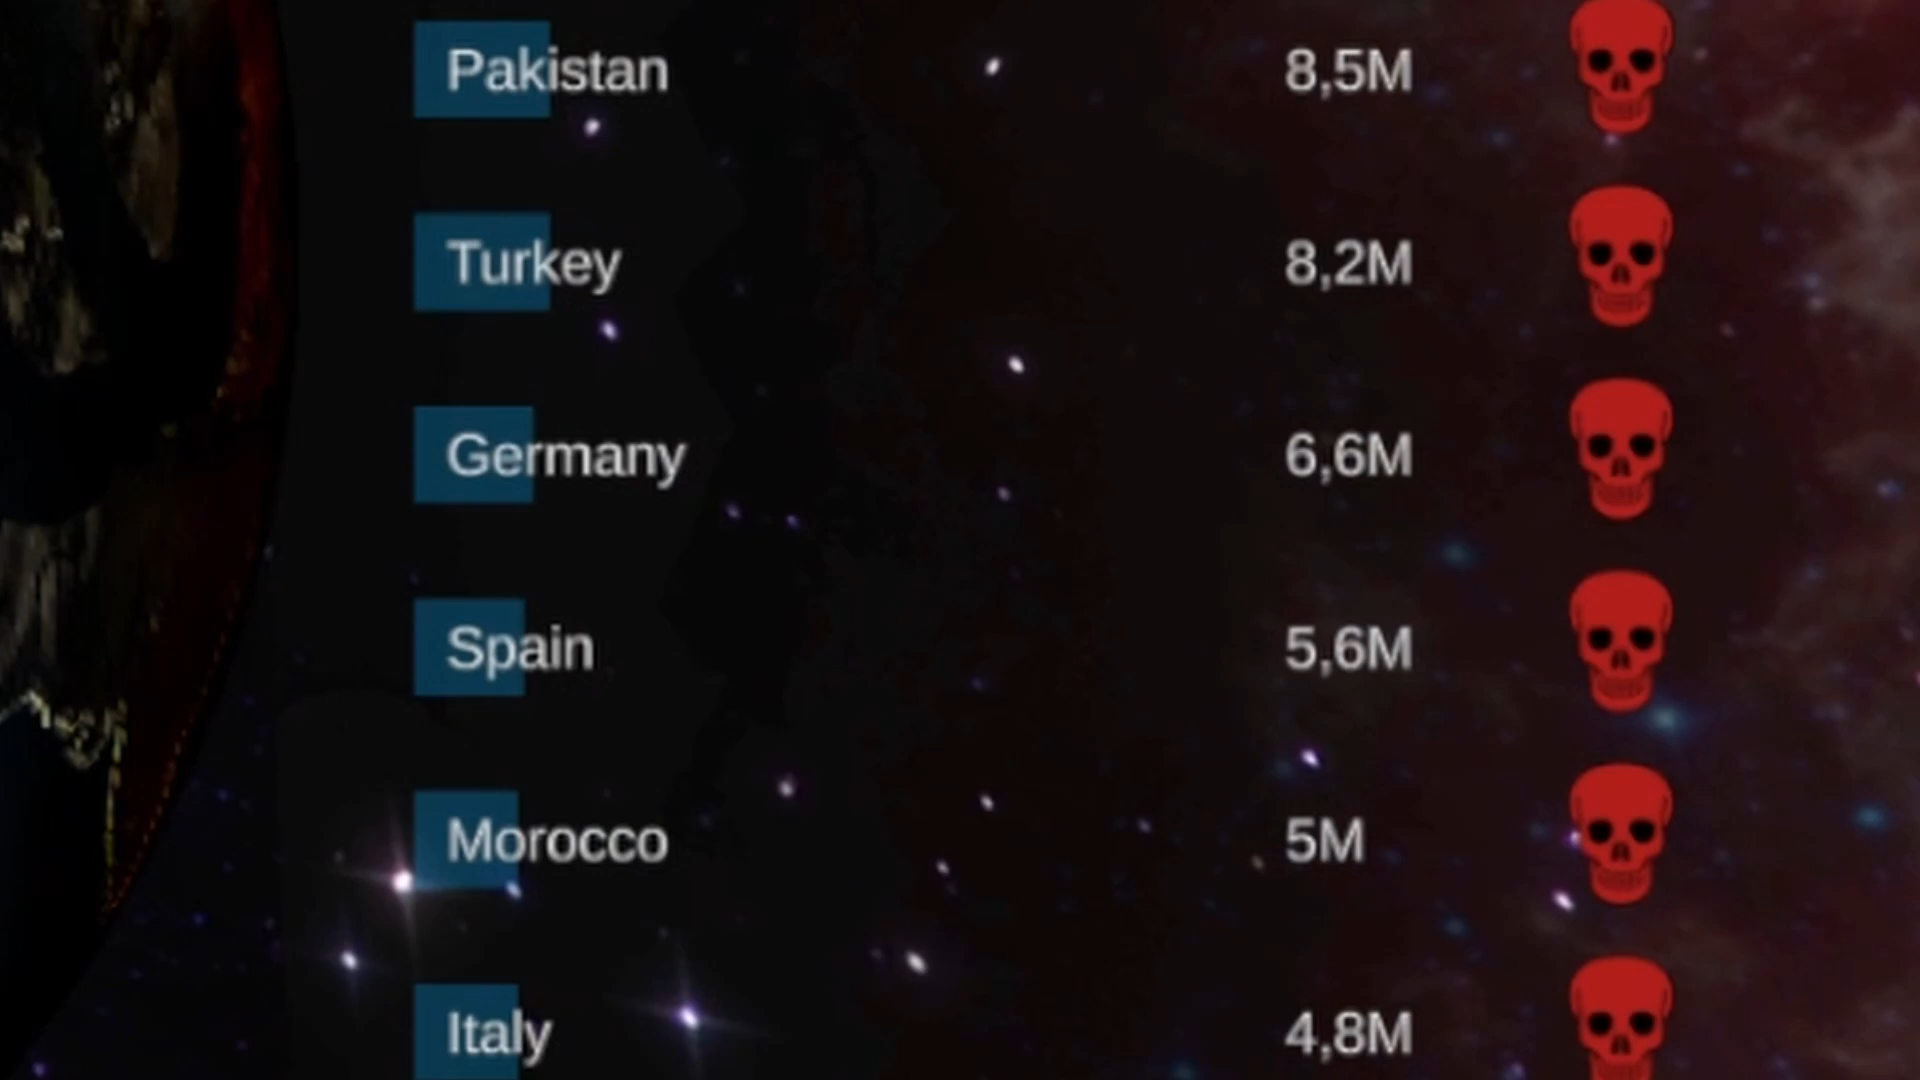 Pakistan 8,5M
Turkey 8,2M
Germany 6,6M
Spain 5,6M
Morocco 5M
Italy 4,8M